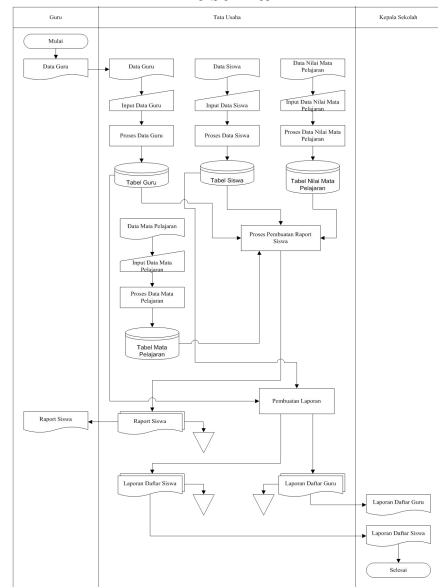 Guru
Tata Usaha
Kepala Sekolah
Mulai
Data Guru
Data Guru
Data Siswa
Data Nilai Mata
Pelajaran
Input Data Guru
Input Data Siswa
Input Data Nilai Mata
Pelajaran
Proses Data Guru
Proses Data Siswa
Proses Data Nilai Mata
Pelajaran
Tabel Guru
Tabel Siswa
Tabel Nilai Mata
Pelajaran
Data Mata Pelajaran
Proses Pembuatan Raport
Siswa
Input Data Mata
Pelajaran
Proses Data Mata
Pelajaran
Tabel Mata
Pelajaran
Pembuatan Laporan
Raport Siswa
Raport Siswa
Laporan Daftar Siswa
Laporan Daftar Guru
Laporan Daftar Guru
Laporan Daftar Siswa
Selesai